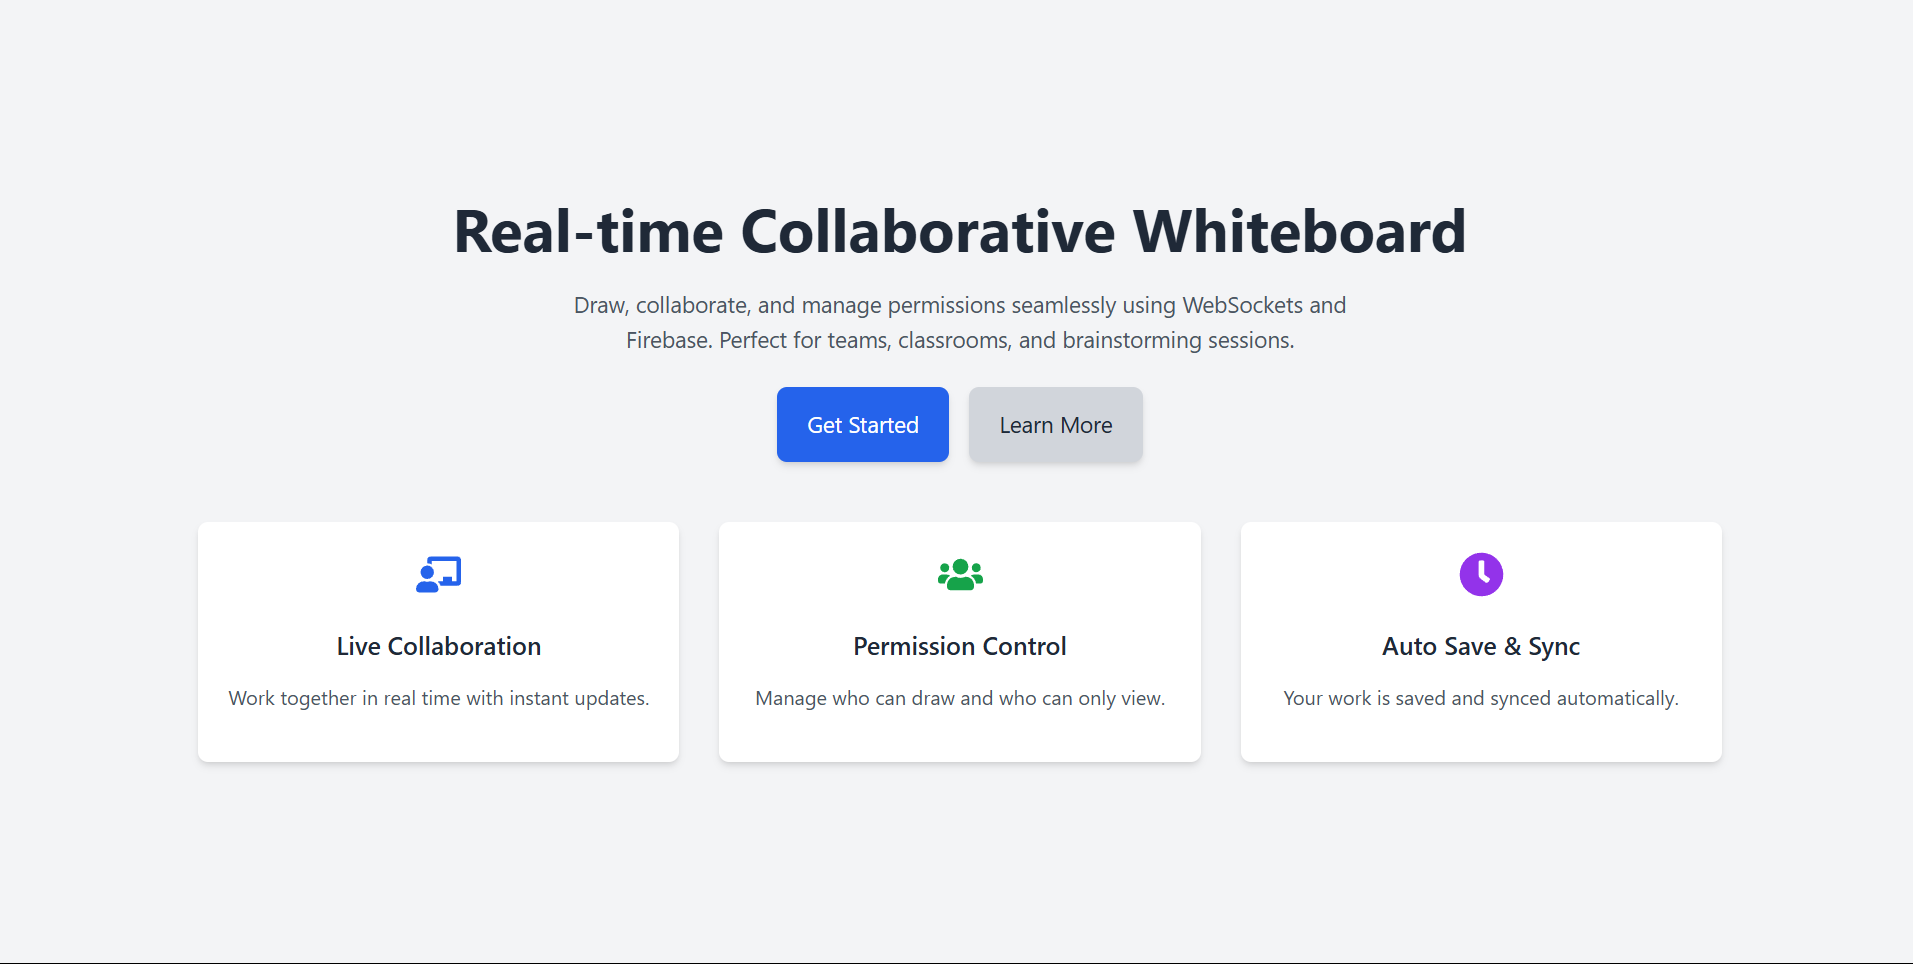 Real-time Collaborative Whiteboard
Draw, collaborate, and manage permissions seamlessly using WebSockets and
Firebase. Perfect for teams, classrooms, and brainstorming sessions.
Get Started
Learn More
Live Collaboration
Work together in real time with instant updates.
Permission Control
Manage who can draw and who can only view.
Auto Save & Sync
Your work is saved and synced automatically.